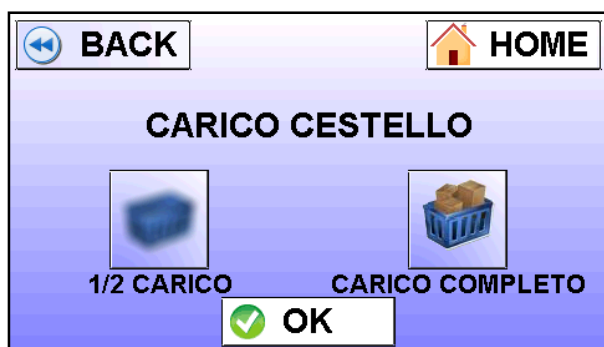 BACK
HOME
CARICO CESTELLO
1/2 CARICO
CARICO COMPLETO
OK